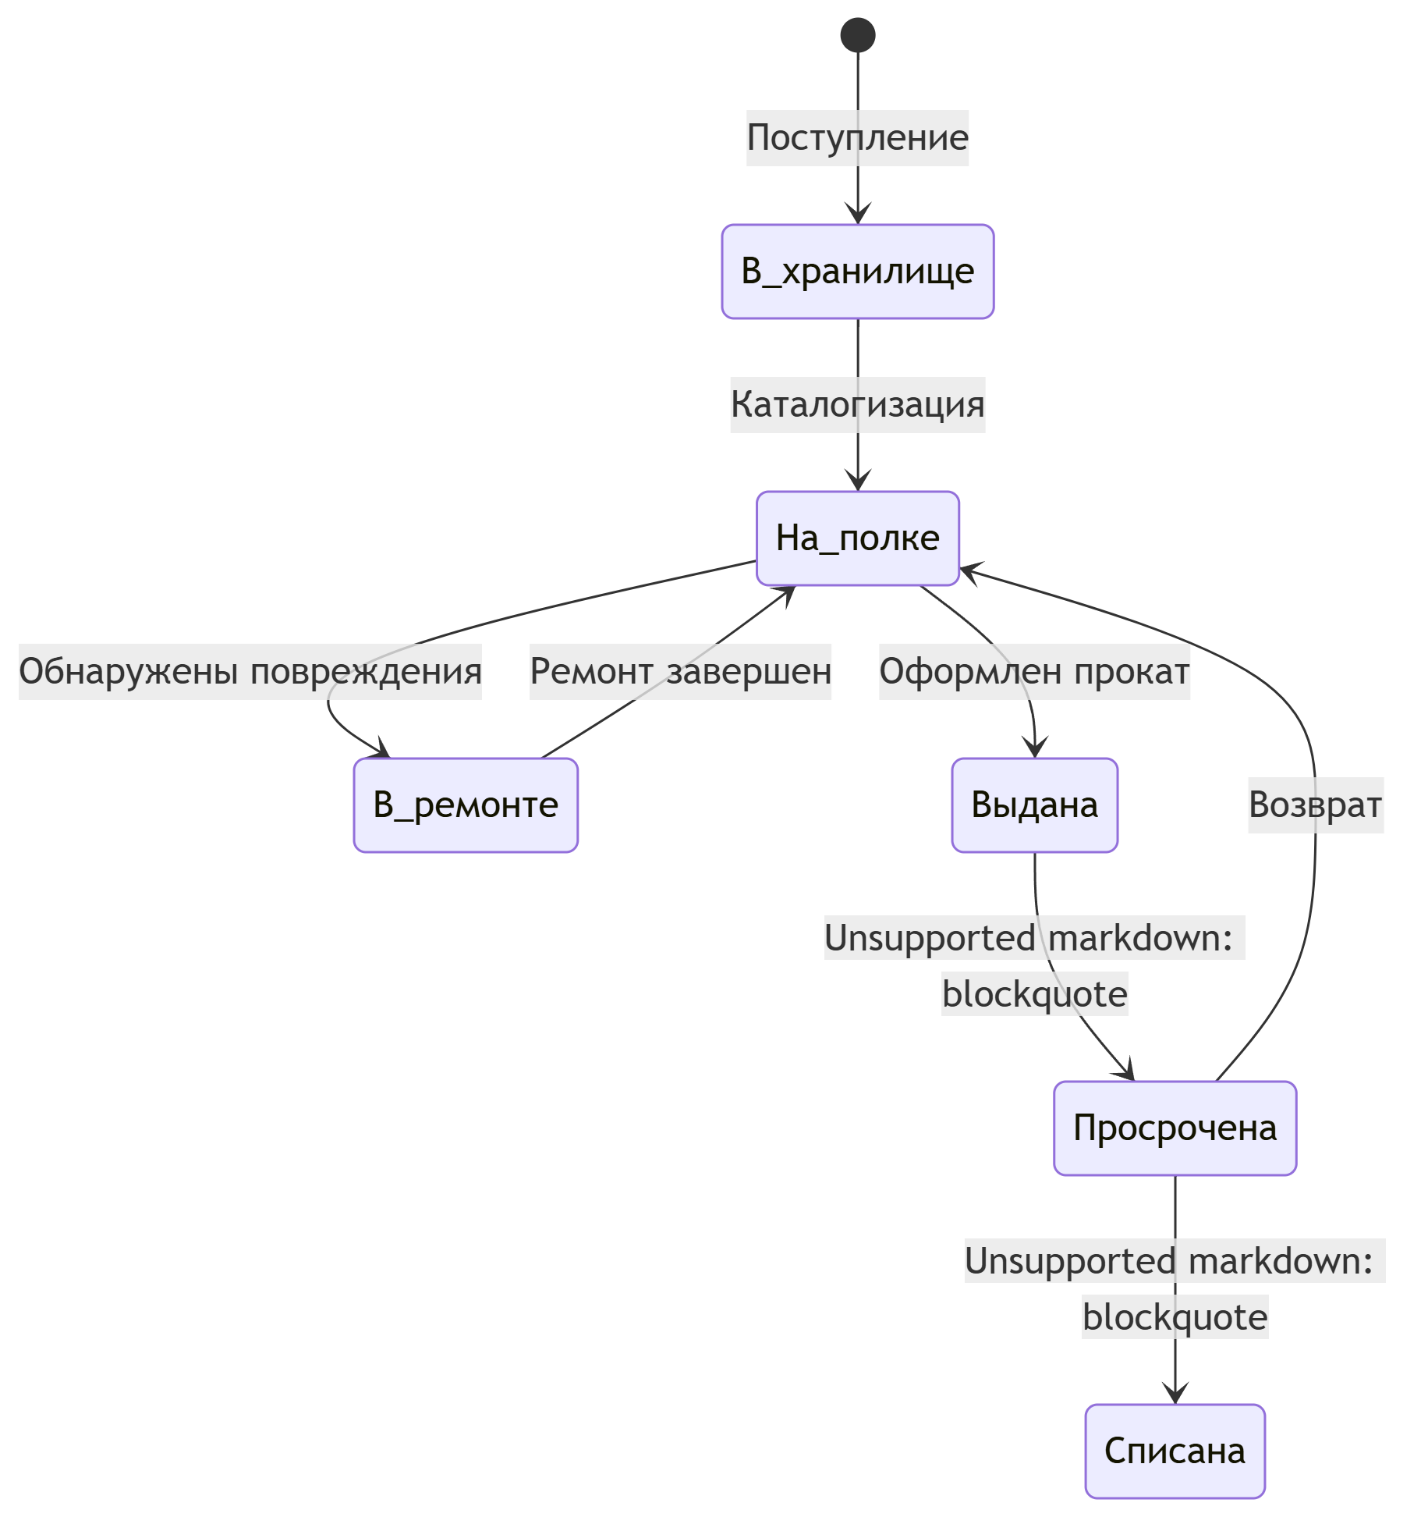 Поступление
В_хранилище
Каталогизация
На_полке
Обнаружены повреждения
Ремонт завершен
Оформлен прокат
В_ремонте
Выдана
Возврат
Unsupported markdown:
blockquote
Просрочена
Unsupported markdown:
blockquote
Списана